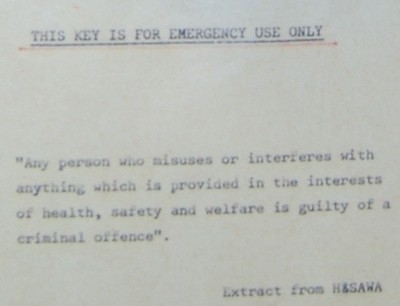 THIS KEY IS FOR EMERGENCY USE ONLY
"Any person who misuses or interferes with
anything which is provided in the interests
of health, safety and welfare is guilty of a
criminal offence".
Extract from H&SAWA